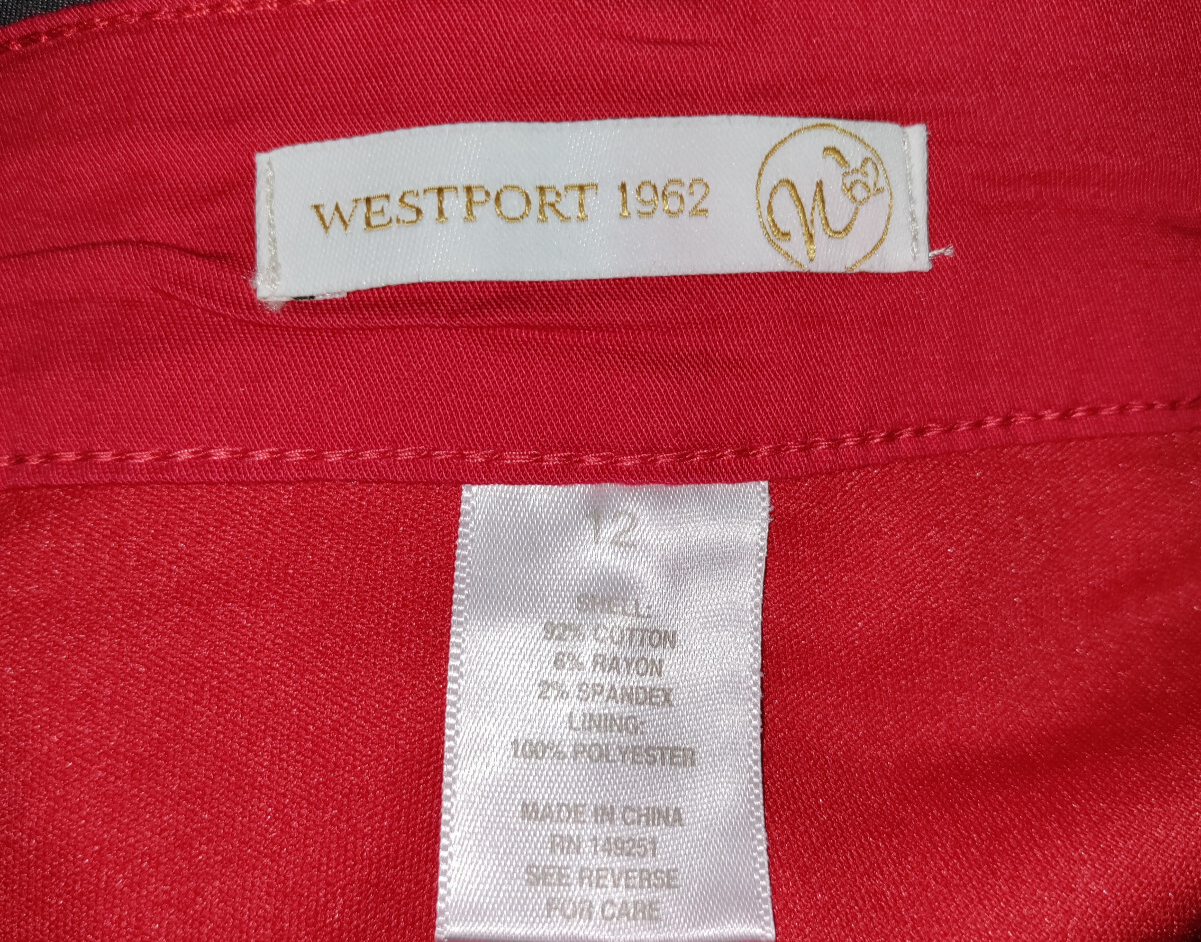 WESTPORT 1962
W62
12
SHELL:
92% COTTON
6% RAYON
2% SPANDEX
LINING:
100% POLYESTER
MADE IN CHINA
RN 149251
SEE REVERSE
FOR CARE